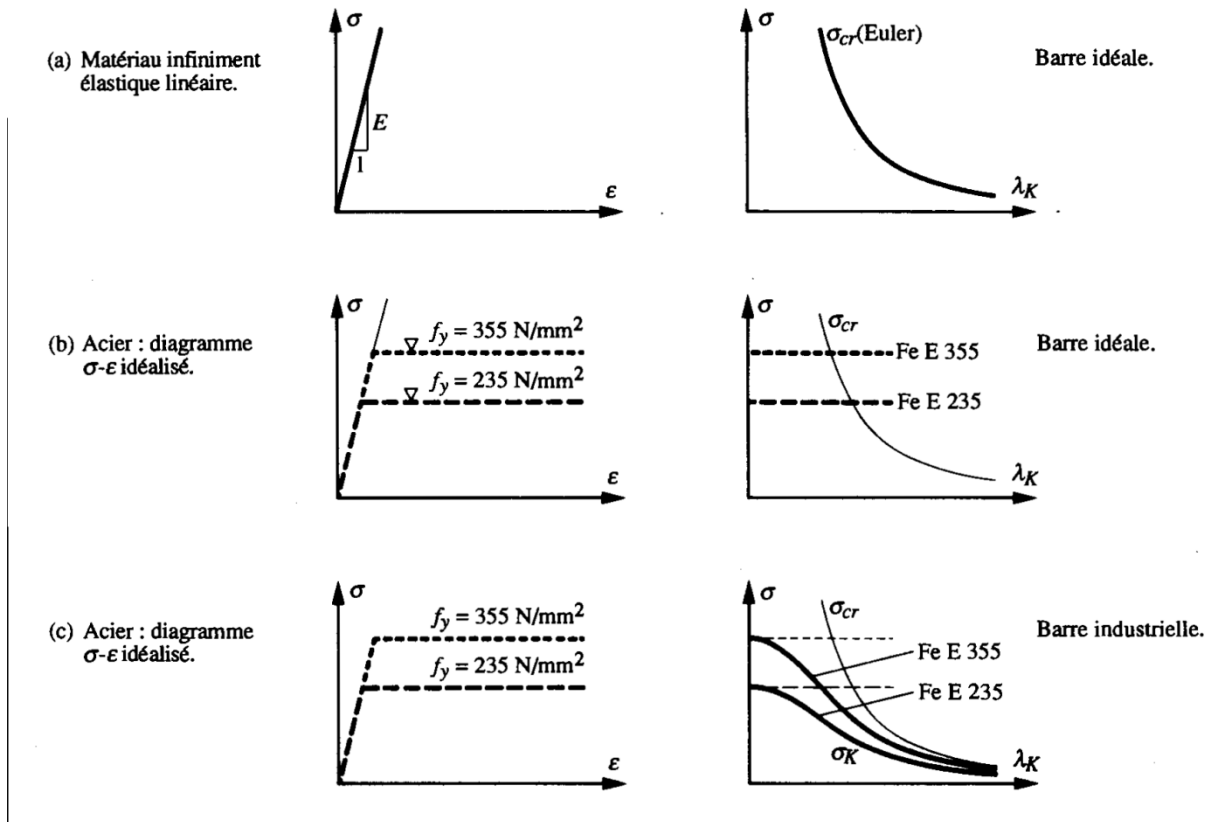 (a) Matériau infiniment
élastique linéaire.
σ
E
1
ε
σ
σcr(Euler)
λK
Barre idéale.
(b) Acier : diagramme
σ-ε idéalisé.
σ
fy = 355 N/mm²
fy = 235 N/mm²
ε
σ
σcr
Fe E 355
Fe E 235
λK
Barre idéale.
(c) Acier : diagramme
σ-ε idéalisé.
σ
fy = 355 N/mm²
fy = 235 N/mm²
ε
σ
σcr
Fe E 355
Fe E 235
σK
λK
Barre industrielle.